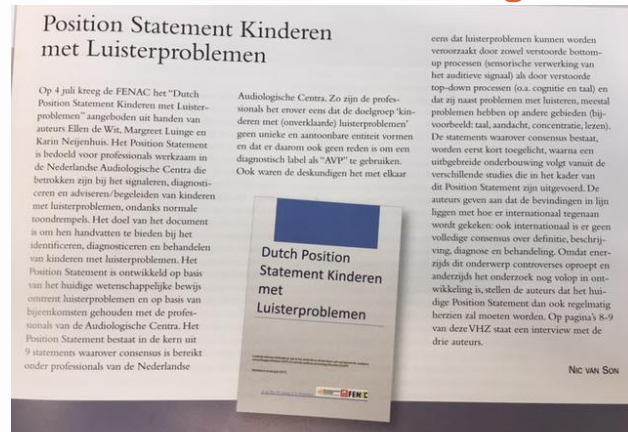 Position Statement Kinderen
met Luisterproblemen
Op 4 juli kreeg de FENAC het “Dutch
Position Statement Kinderen met Luister-
problemen” aangeboden uit handen van
auteurs Ellen de Wit, Margreet Luinge en
Karin Neijenhuis. Het Position Statement
is bedoeld voor professionals werkzaam in
de Nederlandse Audiologische Centra die
betrokken zijn bij het signaleren, diagnosti-
ceren en adviseren/begeleiden van kinderen
met luisterproblemen, ondanks normale
toondrempels. Het doel van het document
is om hen handvatten te bieden bij het
identificeren, diagnosticeren en behandelen
van kinderen met luisterproblemen. Het
Position Statement is ontwikkeld op basis
van het huidige wetenschappelijke bewijs
omtrent luisterproblemen en op basis van
bijeenkomsten gehouden met de profes-
sionals van de Audiologische Centra. Het
Position Statement bestaat in de kern uit
9 statements waarover consensus is bereikt
onder professionals van de Nederlandse
Audiologische Centra. Zo zijn de profes-
sionals het erover eens dat de doelgroep ‘kin-
deren met (onverklaarde) luisterproblemen’
geen unieke en aantoonbare entiteit vormen
en dat er daarom ook geen reden is om een
diagnostisch label als “AVP” te gebruiken.
Ook waren de deskundigen het met elkaar
Dutch Position
Statement Kinderen
met
Luisterproblemen
FENAC
eens dat luisterproblemen kunnen worden
veroorzaakt door zowel verstoorde bottom-
up processen (sensorische verwerking van
het auditieve signaal) als door verstoorde
top-down processen (o.a. cognitie en taal) en
dat zij naast problemen met luisteren, meestal
problemen hebben op andere gebieden (bij-
voorbeeld: taal, aandacht, concentratie, lezen).
De statements waarover consensus bestaat,
worden eerst kort toegelicht, waarna een
uitgebreide onderbouwing volgt vanuit de
verschillende studies die in het kader van
dit Position Statement zijn uitgevoerd. De
auteurs geven aan dat de bevindingen in lijn
liggen met hoe er internationaal tegenaan
wordt gekeken: ook internationaal is er geen
volledige consensus over definitie, beschrij-
ving, diagnose en behandeling. Omdat ener-
zijds dit onderwerp controverses oproept en
anderzijds het onderzoek nog volop in ont-
wikkeling is, stellen de auteurs dat het hui-
dige Position Statement dan ook regelmatig
herzien zal moeten worden. Op pagina’s 8-9
van deze VHZ staat een interview met de
drie auteurs.
Nic van Son